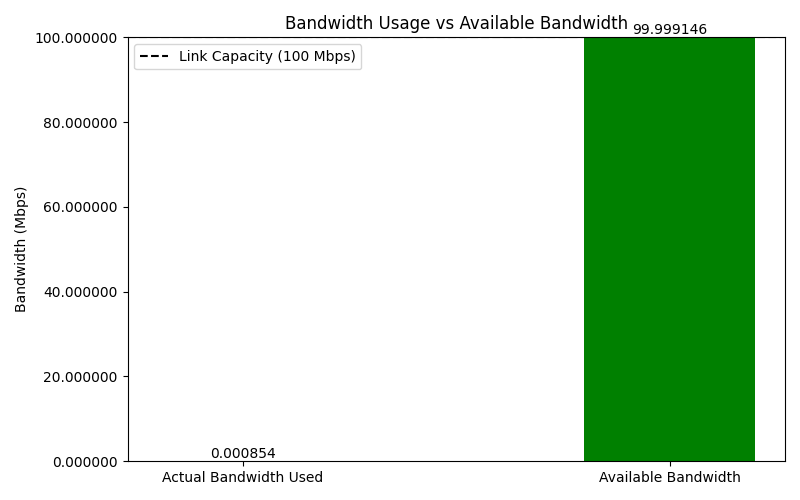 Bandwidth Usage vs Available Bandwidth
99.999146
100.000000
Link Capacity (100 Mbps)
80.000000
60.000000
Bandwidth (Mbps)
40.000000
20.000000
0.000854
0.000000
Actual Bandwidth Used
Available Bandwidth